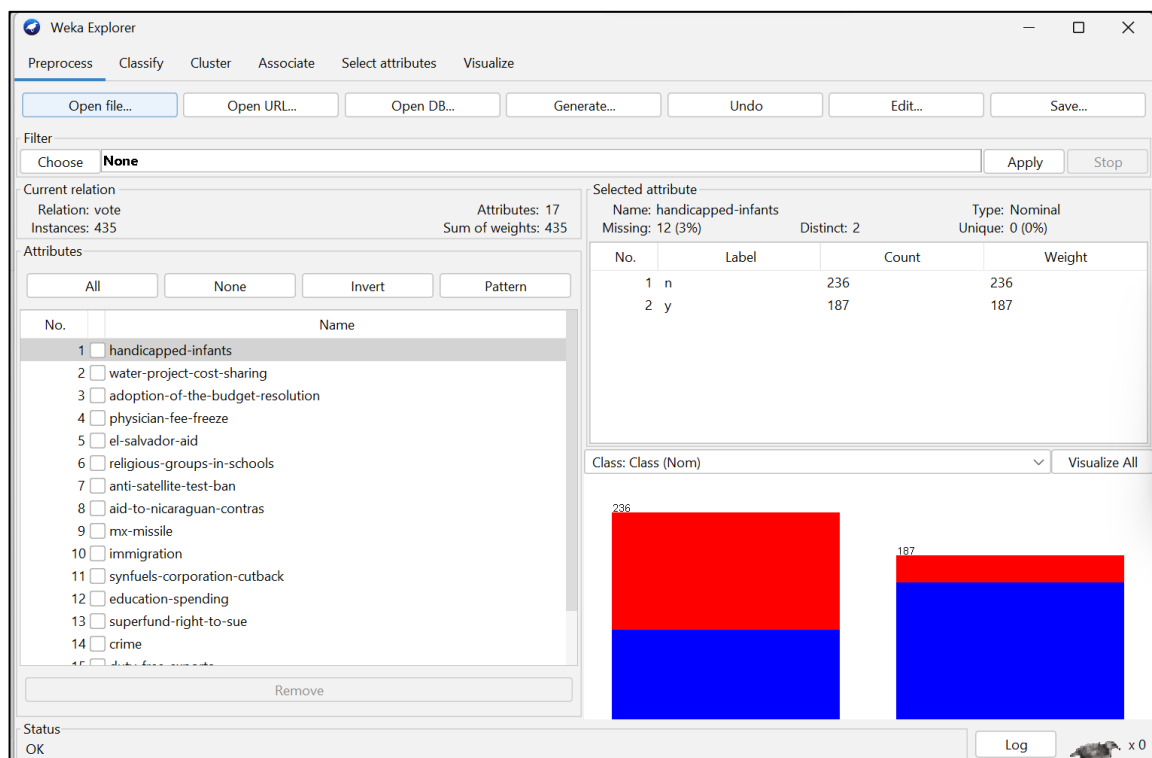 Weka Explorer
Preprocess Classify Cluster Associate Select attributes Visualize
Open file... Open URL... Open DB... Generate... Undo Edit... Save...
Filter
Choose None Apply Stop
Current relation
Relation: vote Attributes: 17
Instances: 435 Sum of weights: 435
Attributes
All None Invert Pattern
No. Name
1 handicapped-infants
2 water-project-cost-sharing
3 adoption-of-the-budget-resolution
4 physician-fee-freeze
5 el-salvador-aid
6 religious-groups-in-schools
7 anti-satellite-test-ban
8 aid-to-nicaraguan-contras
9 mx-missile
10 immigration
11 synfuels-corporation-cutback
12 education-spending
13 superfund-right-to-sue
14 crime
15 duty-free-exports
Remove
Selected attribute
Name: handicapped-infants Type: Nominal
Missing: 12 (3%) Distinct: 2 Unique: 0 (0%)
No. Label Count Weight
1 n 236 236
2 y 187 187
Class: Class (Nom) Visualize All
236
187
Status
OK
Log x 0